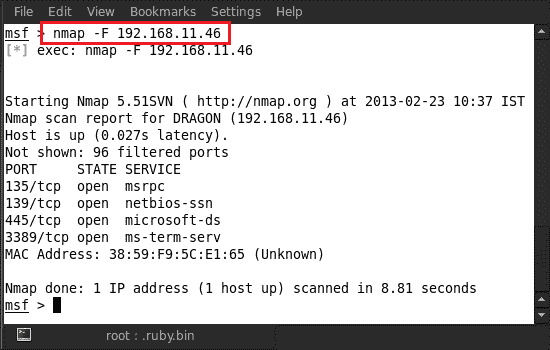 File Edit View Bookmarks Settings Help
msf > nmap -F 192.168.11.46
[*] exec: nmap -F 192.168.11.46
Starting Nmap 5.51SVN ( http://nmap.org ) at 2013-02-23 10:37 IST
Nmap scan report for DRAGON (192.168.11.46)
Host is up (0.027s latency).
Not shown: 96 filtered ports
PORT     STATE SERVICE
135/tcp  open  msrpc
139/tcp  open  netbios-ssn
445/tcp  open  microsoft-ds
3389/tcp open  ms-term-serv
MAC Address: 38:59:F9:5C:E1:65 (Unknown)
Nmap done: 1 IP address (1 host up) scanned in 8.81 seconds
msf >
root : .ruby.bin